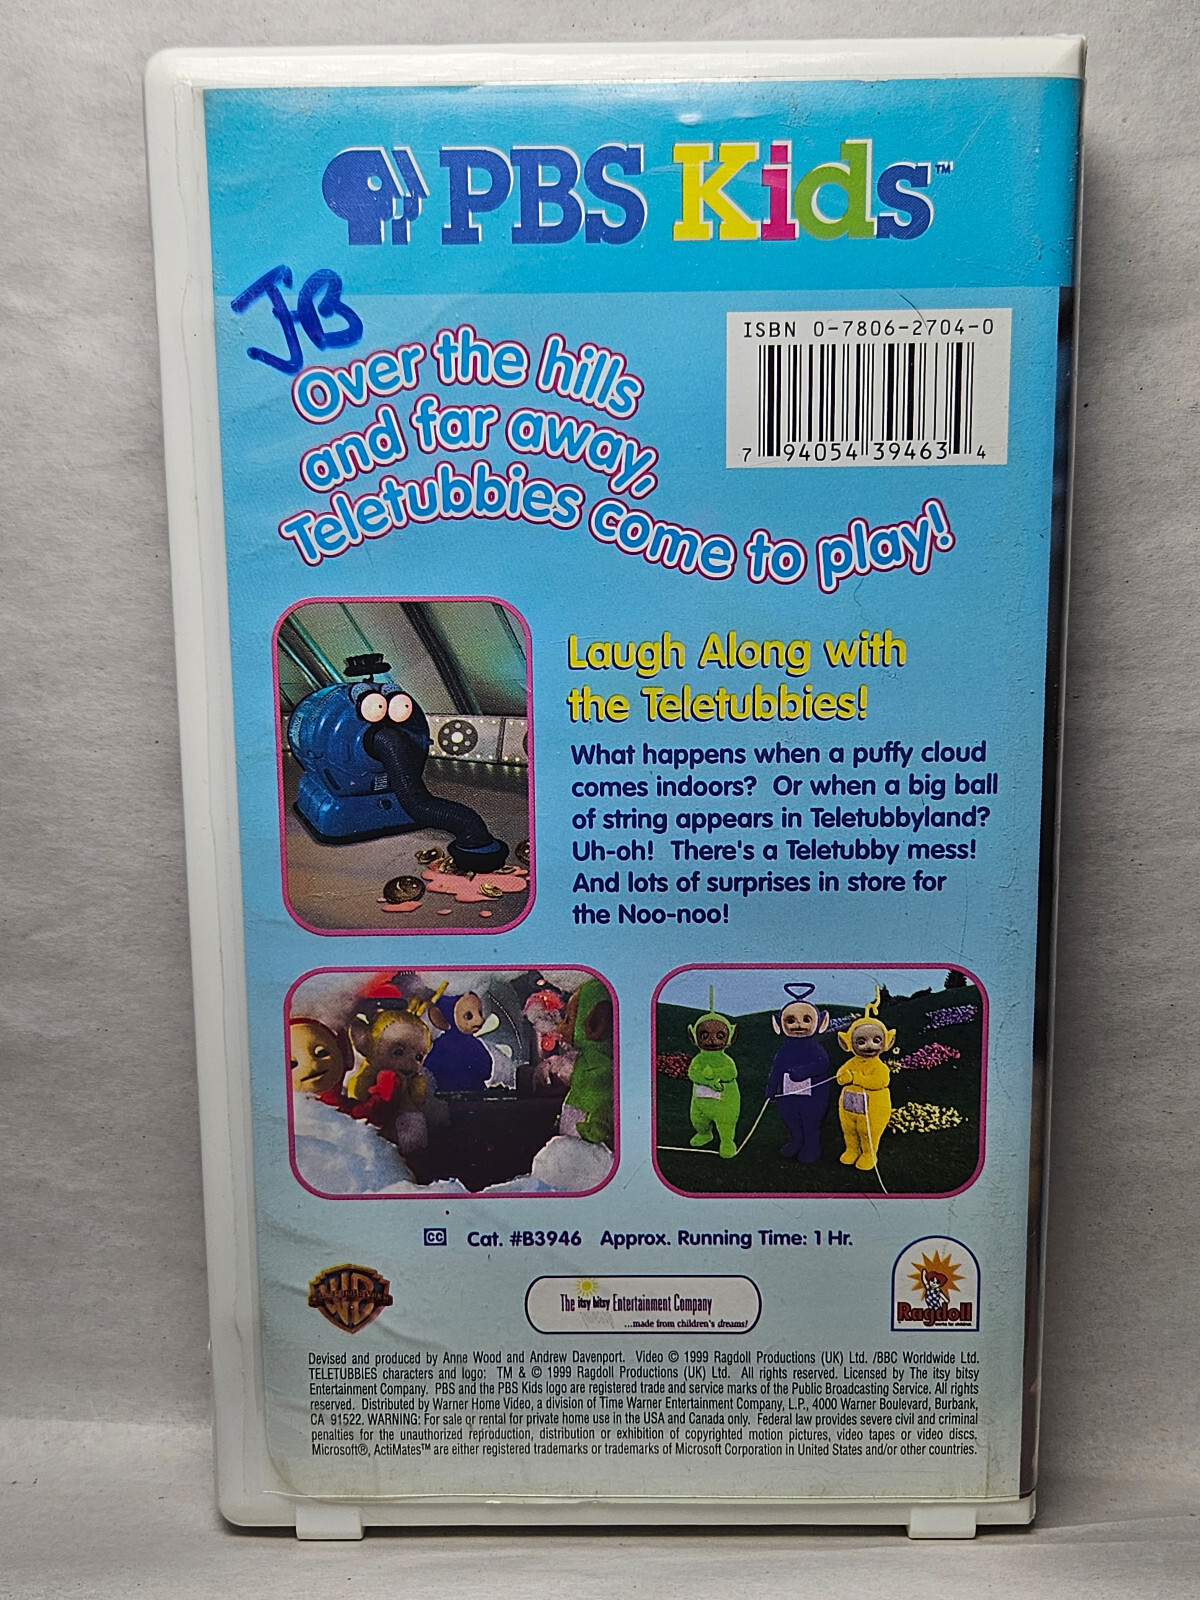 PBS Kids™
J-B
ISBN 0-7806-2704-0
7 94054 39463 4
Over the hills
and far away,
Teletubbies come to play!
Laugh Along with
the Teletubbies!
What happens when a puffy cloud
comes indoors? Or when a big ball
of string appears in Teletubbyland?
Uh-oh! There's a Teletubby mess!
And lots of surprises in store for
the Noo-noo!
CC Cat. #B3946 Approx. Running Time: 1 Hr.
WB
The itsy bitsy Entertainment Company
...made from children's dreams!
Ragdoll
works for children
Devised and produced by Anne Wood and Andrew Davenport. Video © 1999 Ragdoll Productions (UK) Ltd. /BBC Worldwide Ltd.
TELETUBBIES characters and logo: TM & © 1999 Ragdoll Productions (UK) Ltd. All rights reserved. Licensed by The itsy bitsy
Entertainment Company. PBS and the PBS Kids logo are registered trade and service marks of the Public Broadcasting Service. All rights
reserved. Distributed by Warner Home Video, a division of Time Warner Entertainment Company, L.P., 4000 Warner Boulevard, Burbank,
CA 91522. WARNING: For sale or rental for private home use in the USA and Canada only. Federal law provides severe civil and criminal
penalties for the unauthorized reproduction, distribution or exhibition of copyrighted motion pictures, video tapes or video discs.
Microsoft®, ActiMates™ are either registered trademarks or trademarks of Microsoft Corporation in United States and/or other countries.